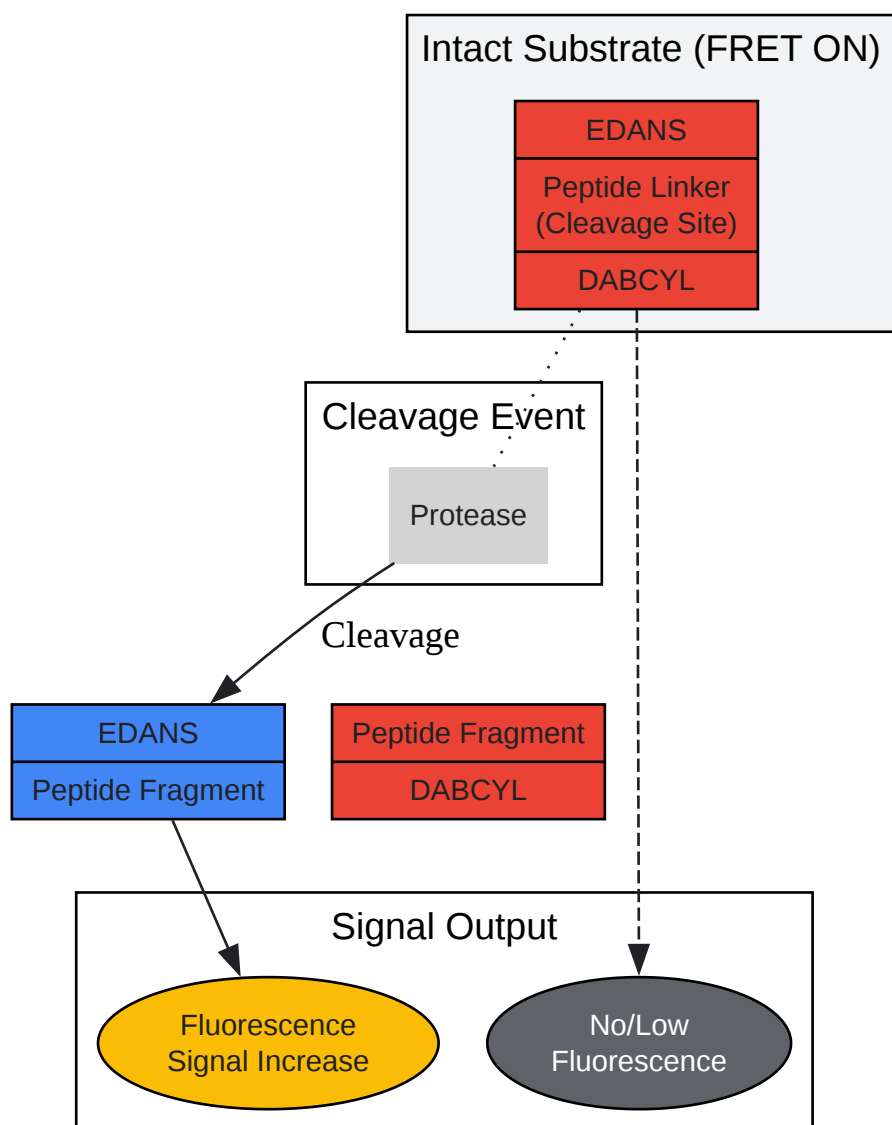 Intact Substrate (FRET ON)
EDANS
Peptide Linker
(Cleavage Site)
DABCYL
Cleavage Event
Protease
Cleavage
EDANS
Peptide Fragment
Peptide Fragment
DABCYL
Signal Output
Fluorescence
Signal Increase
No/Low
Fluorescence